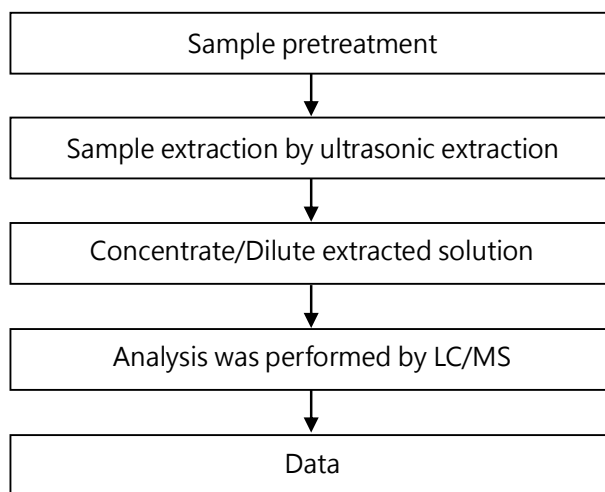 Sample pretreatment
Sample extraction by ultrasonic extraction
Concentrate/Dilute extracted solution
Analysis was performed by LC/MS
Data